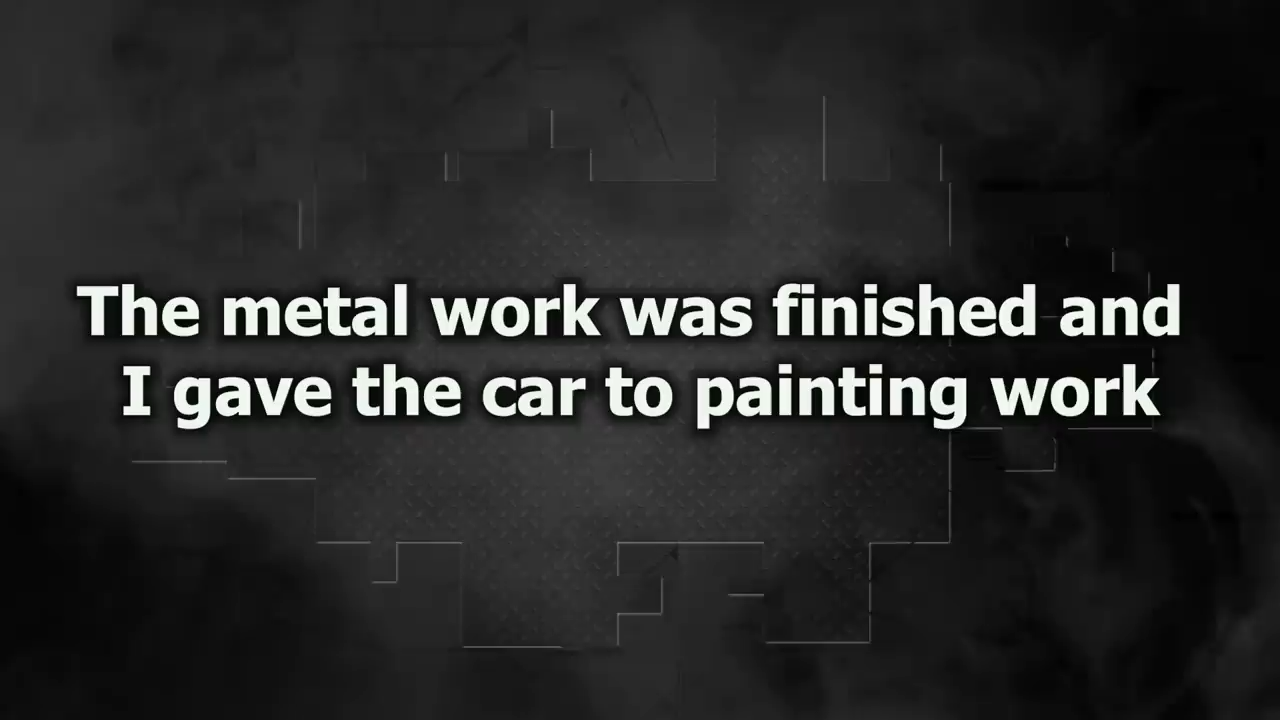 The metal work was finished and
I gave the car to painting work